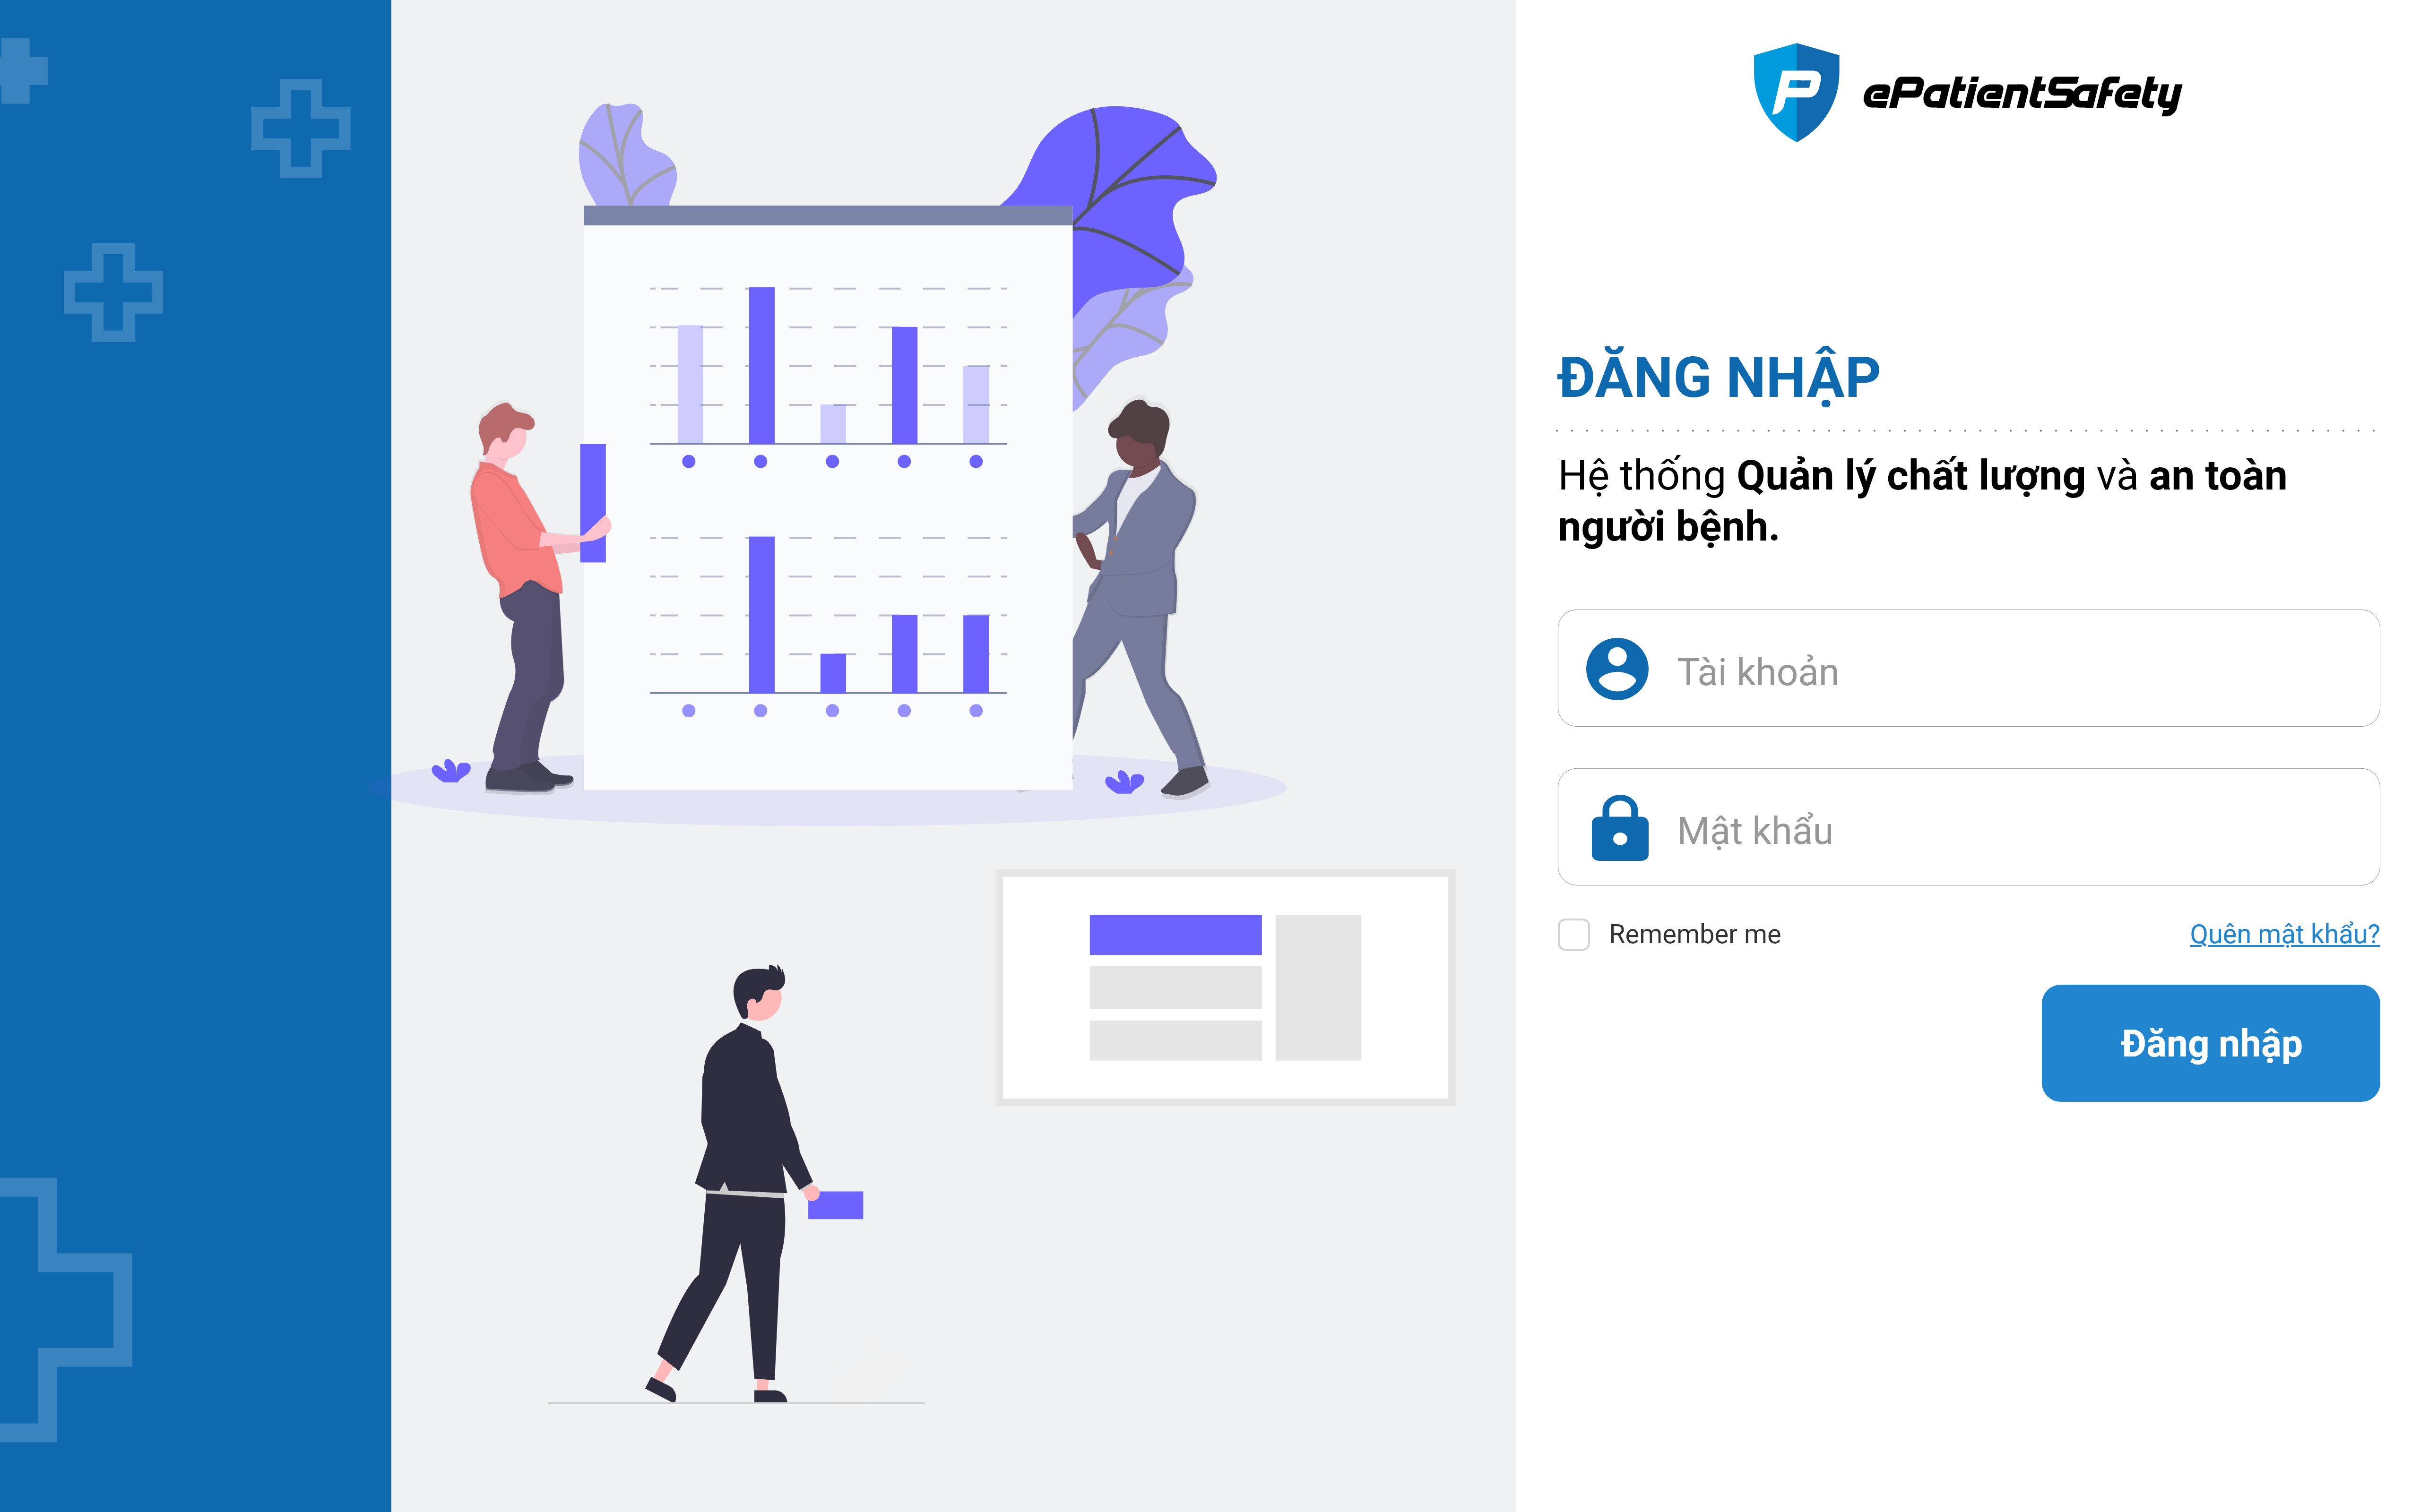 ePatientSafety
ĐĂNG NHẬP
Hệ thống Quản lý chất lượng và an toàn
người bệnh.
Tài khoản
Mật khẩu
Remember me
Quên mật khẩu?
Đăng nhập